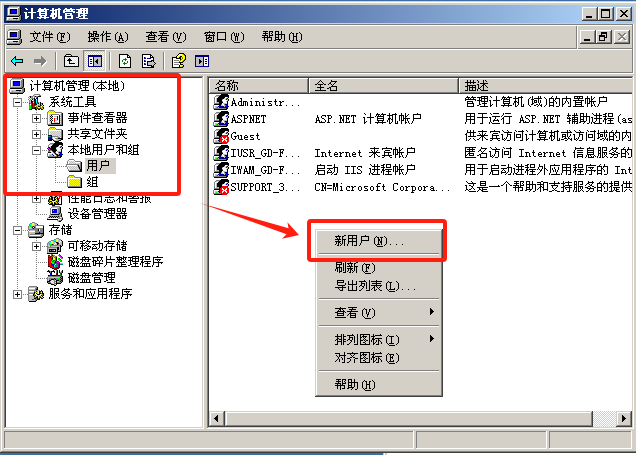 计算机管理
文件(F) 操作(A) 查看(V) 窗口(W) 帮助(H)
计算机管理(本地)
系统工具
事件查看器
共享文件夹
本地用户和组
用户
组
性能日志和警报
设备管理器
存储
可移动存储
磁盘碎片整理程序
磁盘管理
服务和应用程序
名称 全名 描述
Administr... 管理计算机(域)的内置帐户
ASPNET ASP.NET 计算机帐户 用于运行 ASP.NET 辅助进程(as
Guest 供来宾访问计算机或访问域的内
IUSR_GD-F... Internet 来宾帐户 匿名访问 Internet 信息服务的
IWAM_GD-F... 启动 IIS 进程帐户 用于启动进程外应用程序的 Int
SUPPORT_3... CN=Microsoft Corpora... 这是一个帮助和支持服务的提供
新用户(N)...
刷新(F)
导出列表(L)...
查看(V)
排列图标(I)
对齐图标(E)
帮助(H)